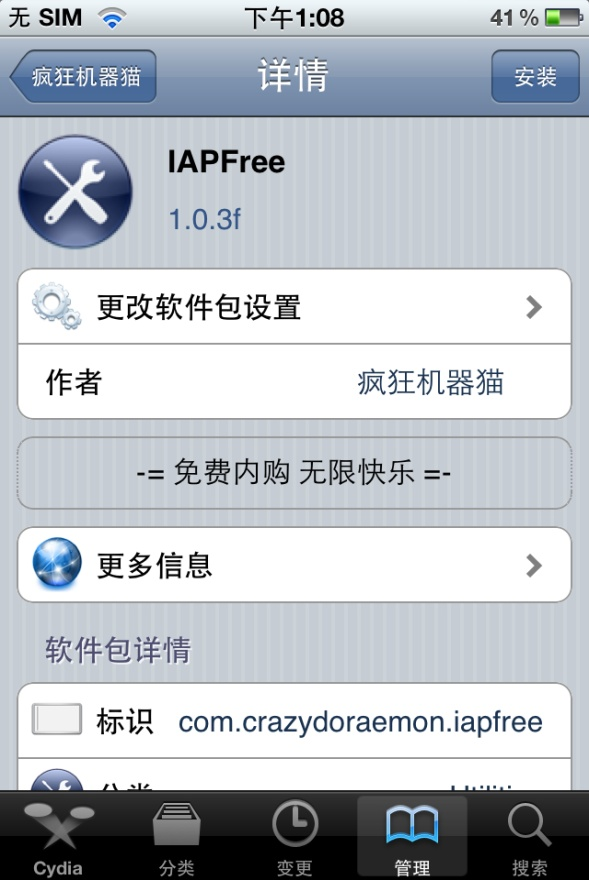 无 SIM 下午1:08 41%
疯狂机器猫 详情 安装
IAPFree
1.0.3f
更改软件包设置
作者 疯狂机器猫
-= 免费内购 无限快乐 =-
更多信息
软件包详情
标识 com.crazydoraemon.iapfree
Cydia 分类 变更 管理 搜索